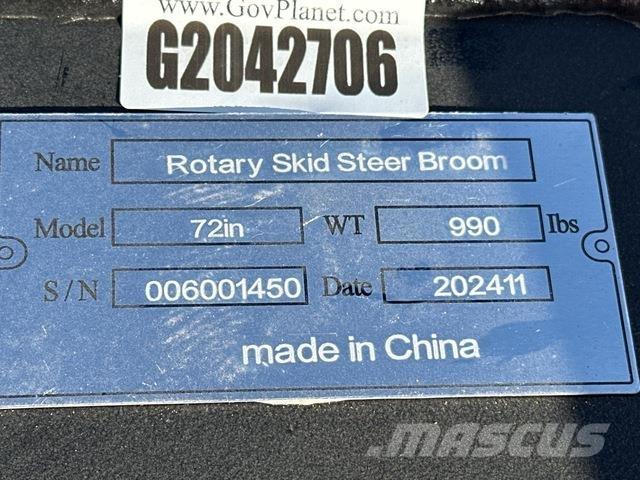 www.GovPlanet.com
G2042706
Name Rotary Skid Steer Broom
Model 72in WT 990 lbs
S/N 006001450 Date 202411
made in China
MASCUS